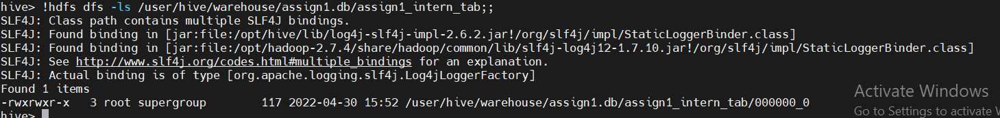 hive> !hdfs dfs -ls /user/hive/warehouse/assign1.db/assign1_intern_tab;;
SLF4J: Class path contains multiple SLF4J bindings.
SLF4J: Found binding in [jar:file:/opt/hive/lib/log4j-slf4j-impl-2.6.2.jar!/org/slf4j/impl/StaticLoggerBinder.class]
SLF4J: Found binding in [jar:file:/opt/hadoop-2.7.4/share/hadoop/common/lib/slf4j-log4j12-1.7.10.jar!/org/slf4j/impl/StaticLoggerBinder.class]
SLF4J: See http://www.slf4j.org/codes.html#multiple_bindings for an explanation.
SLF4J: Actual binding is of type [org.apache.logging.slf4j.Log4jLoggerFactory]
Found 1 items
-rwxrwxr-x   3 root supergroup        117 2022-04-30 15:52 /user/hive/warehouse/assign1.db/assign1_intern_tab/000000_0
hive>
Activate Windows
Go to Settings to activate W